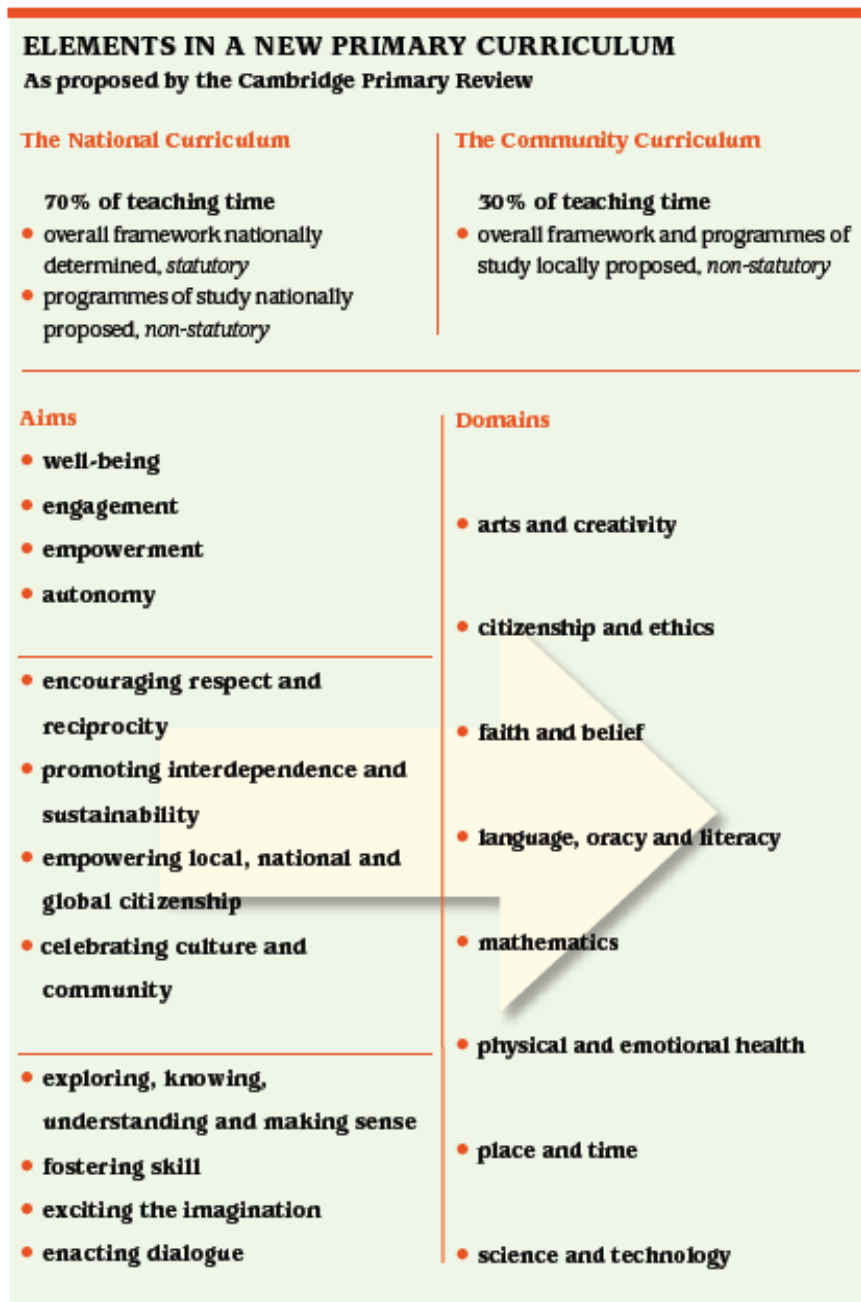 ELEMENTS IN A NEW PRIMARY CURRICULUM
As proposed by the Cambridge Primary Review
The National Curriculum
70% of teaching time
• overall framework nationally
determined, statutory
• programmes of study nationally
proposed, non-statutory
The Community Curriculum
30% of teaching time
• overall framework and programmes of
study locally proposed, non-statutory
Aims
• well-being
• engagement
• empowerment
• autonomy
• encouraging respect and
reciprocity
• promoting interdependence and
sustainability
• empowering local, national and
global citizenship
• celebrating culture and
community
• exploring, knowing,
understanding and making sense
• fostering skill
• exciting the imagination
• enacting dialogue
Domains
• arts and creativity
• citizenship and ethics
• faith and belief
• language, oracy and literacy
• mathematics
• physical and emotional health
• place and time
• science and technology